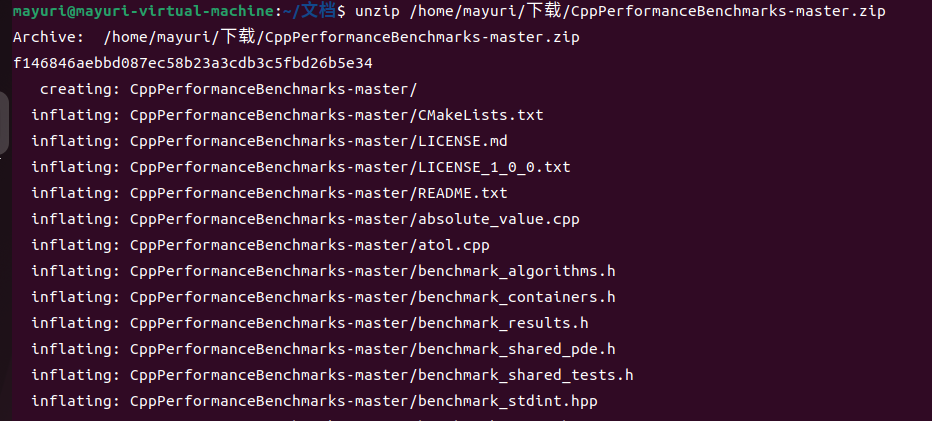 mayuri@mayuri-virtual-machine:~/文档$ unzip /home/mayuri/下载/CppPerformanceBenchmarks-master.zip
Archive:  /home/mayuri/下载/CppPerformanceBenchmarks-master.zip
f146846aebbd087ec58b23a3cdb3c5fbd26b5e34
   creating: CppPerformanceBenchmarks-master/
  inflating: CppPerformanceBenchmarks-master/CMakeLists.txt
  inflating: CppPerformanceBenchmarks-master/LICENSE.md
  inflating: CppPerformanceBenchmarks-master/LICENSE_1_0_0.txt
  inflating: CppPerformanceBenchmarks-master/README.txt
  inflating: CppPerformanceBenchmarks-master/absolute_value.cpp
  inflating: CppPerformanceBenchmarks-master/atol.cpp
  inflating: CppPerformanceBenchmarks-master/benchmark_algorithms.h
  inflating: CppPerformanceBenchmarks-master/benchmark_containers.h
  inflating: CppPerformanceBenchmarks-master/benchmark_results.h
  inflating: CppPerformanceBenchmarks-master/benchmark_shared_pde.h
  inflating: CppPerformanceBenchmarks-master/benchmark_shared_tests.h
  inflating: CppPerformanceBenchmarks-master/benchmark_stdint.hpp